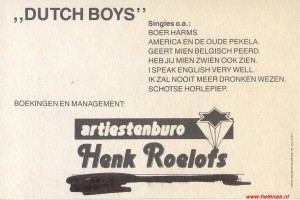 ,,DUTCH BOYS''
Singles o.a.:
BOER HARMS.
AMERICA EN DE OUDE PEKELA.
GEERT MIEN BELGISCH PEERD.
HEB JIJ MIEN ZWIEN OOK ZIEN.
I SPEAK ENGLISH VERY WELL.
IK ZAL NOOIT MEER DRONKEN WEZEN.
SCHOTSE HORLEPIEP.
BOEKINGEN EN MANAGEMENT:
artiestenburo
Henk Roelofs
www.helenaa.nl